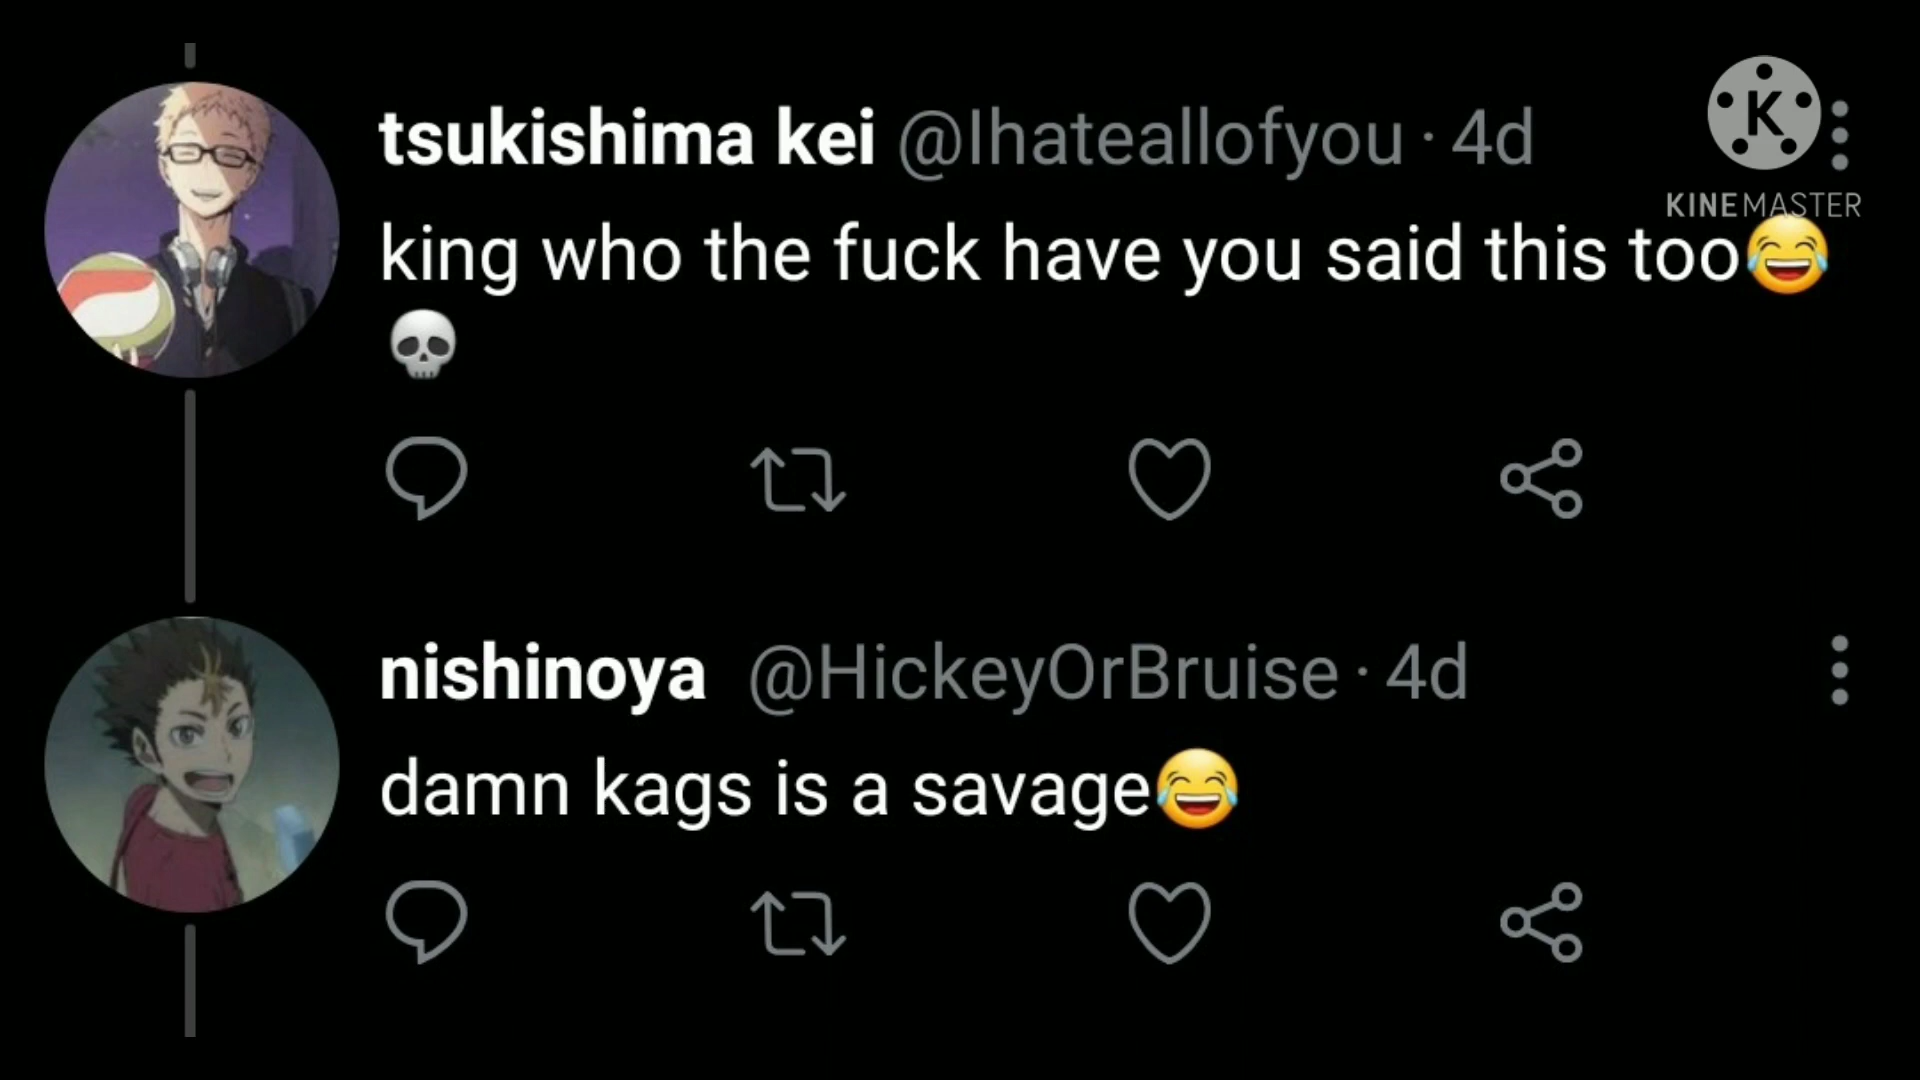 tsukishima kei @Ihateallofyou · 4d
K
KINEMASTER
king who the fuck have you said this too😂
💀
nishinoya @HickeyOrBruise · 4d
damn kags is a savage😂